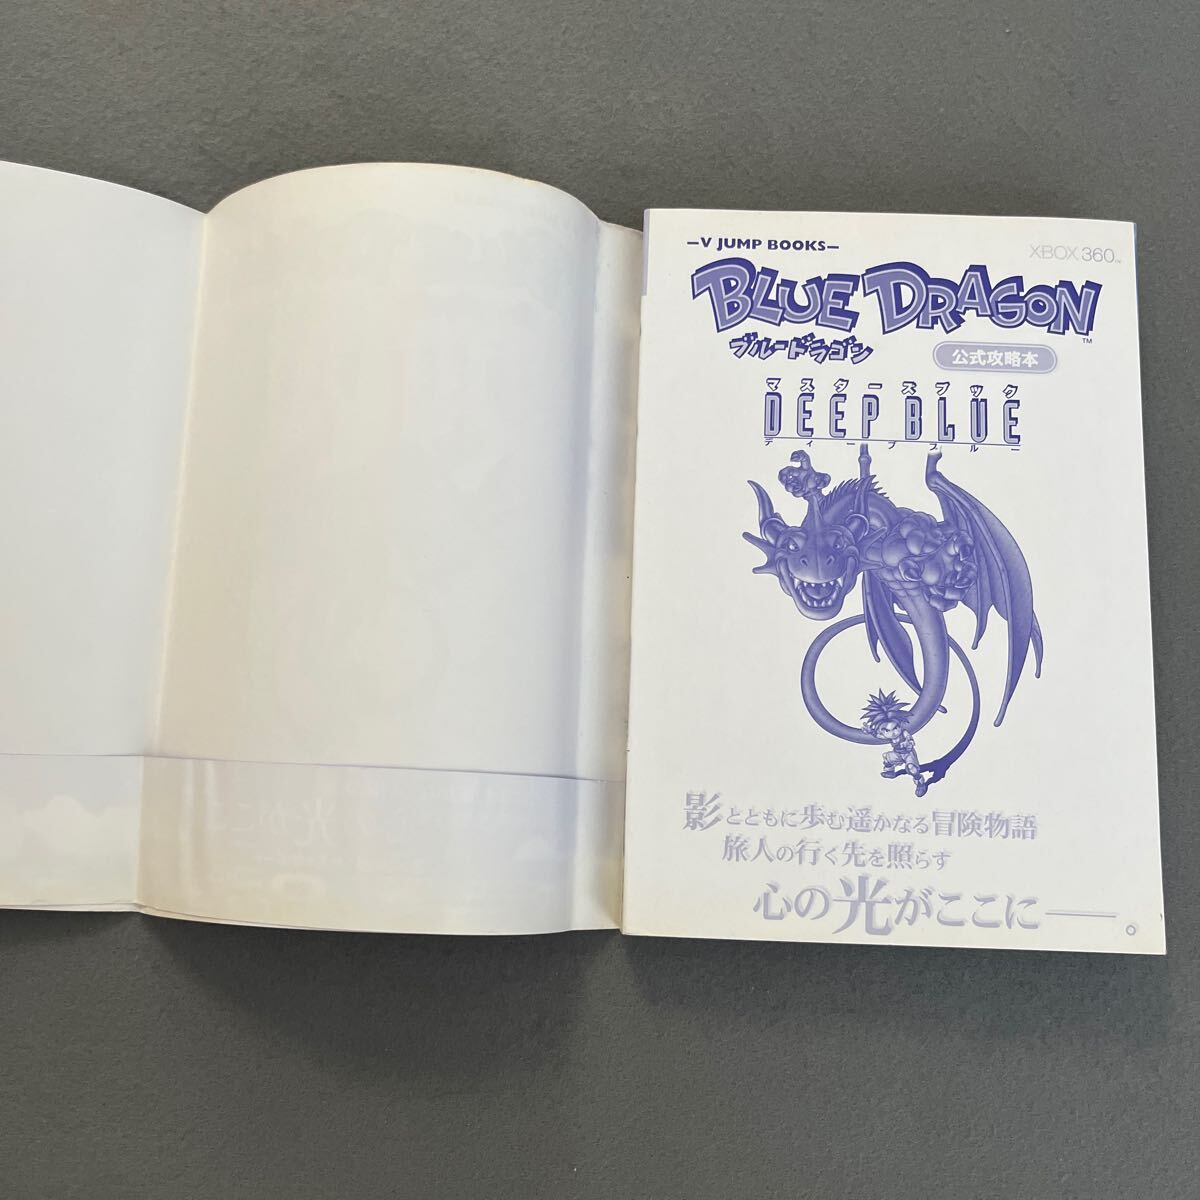 —V JUMP BOOKS—
XBOX 360™
BLUE DRAGON™
ブルードラゴン
公式攻略本
マスターズブック
DEEP BLUE
ディープブルー
影とともに歩む遥かなる冒険物語
旅人の行く先を照らす
心の光がここに——。